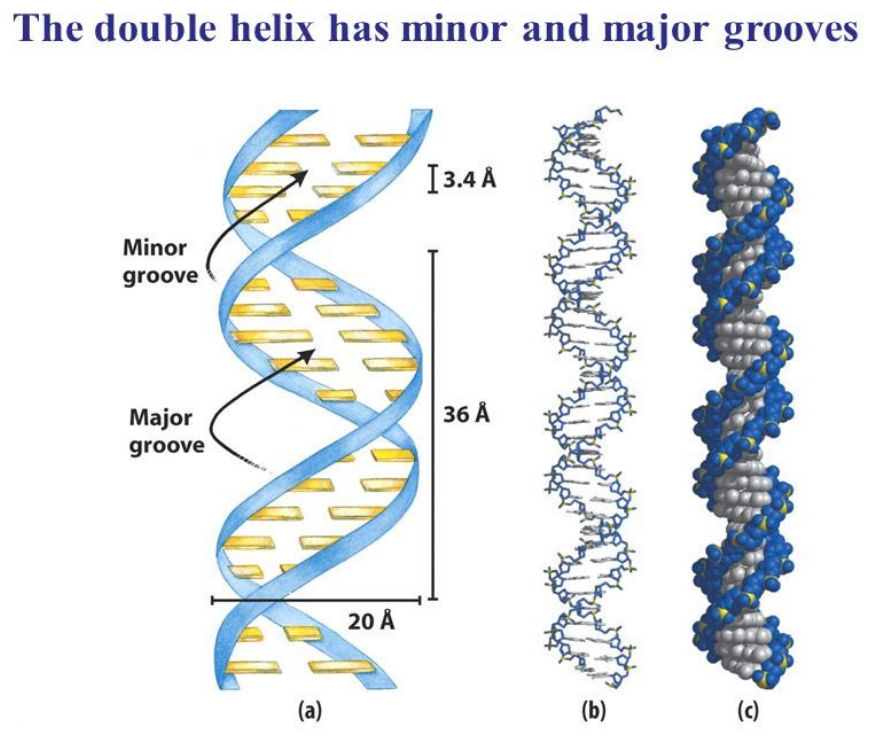 The double helix has minor and major grooves
3.4 Å
Minor
groove
Major
groove
36 Å
20 Å
(a)
(b)
(c)